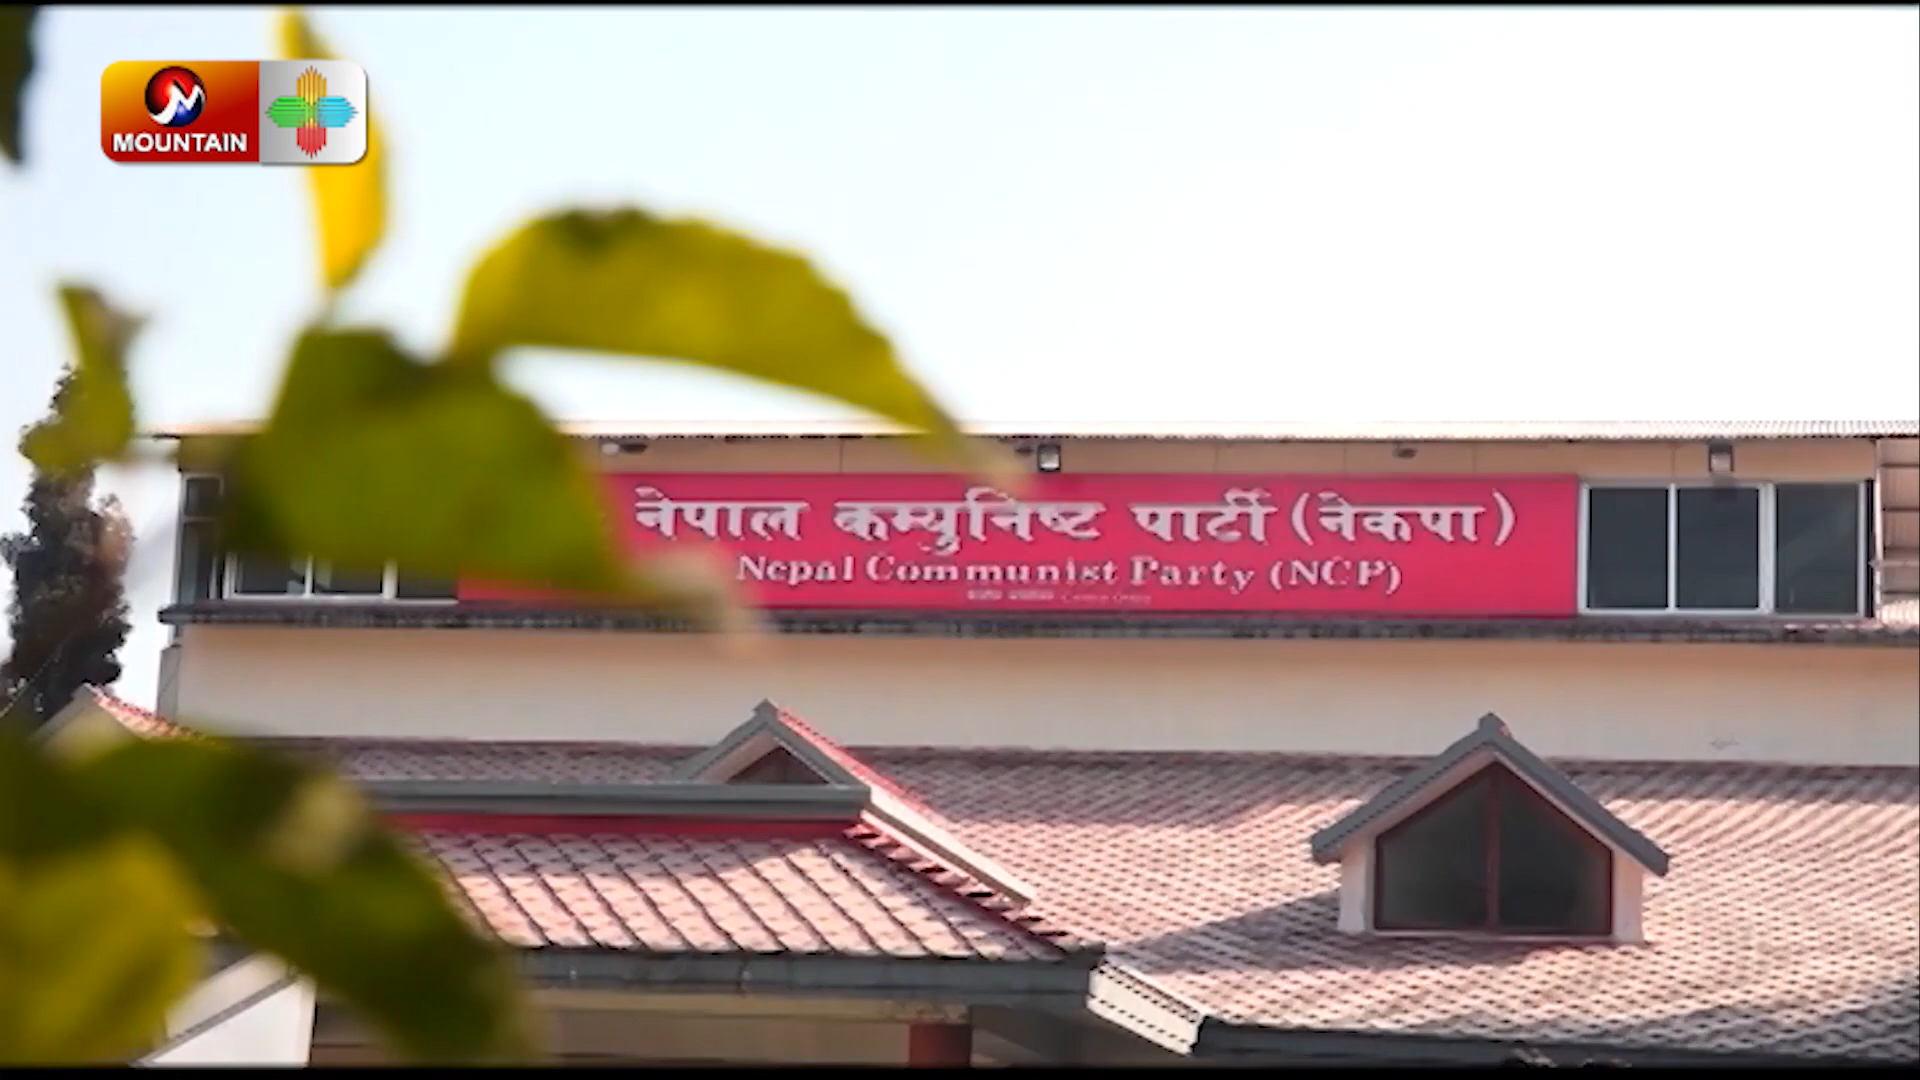 MOUNTAIN
नेपाल कम्युनिष्ट पार्टी (नेकपा)
Nepal Communist Party (NCP)